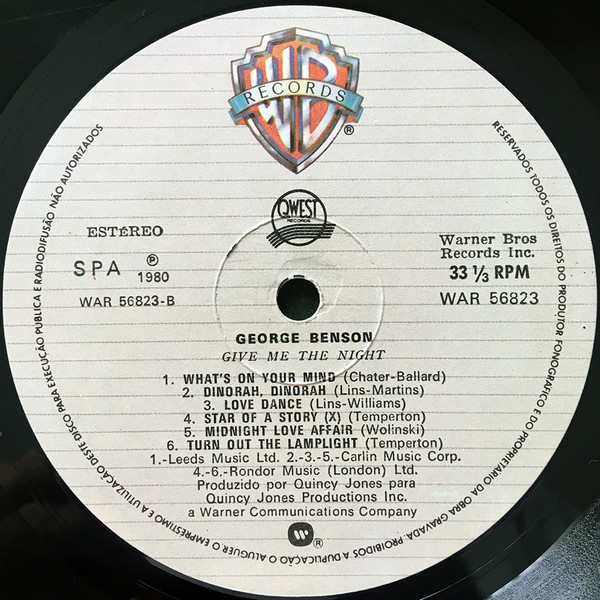 WB
RECORDS
®
QWEST
RECORDS
ESTÉREO
SPA Ⓟ 1980
WAR 56823-B
Warner Bros
Records Inc.
33 ⅓ RPM
WAR 56823
GEORGE BENSON
GIVE ME THE NIGHT
1. WHAT'S ON YOUR MIND (Chater-Ballard)
2. DINORAH, DINORAH (Lins-Martins)
3. LOVE DANCE (Lins-Williams)
4. STAR OF A STORY (X) (Temperton)
5. MIDNIGHT LOVE AFFAIR (Wolinski)
6. TURN OUT THE LAMPLIGHT (Temperton)
1.-Leeds Music Ltd. 2.-3.-5.-Carlin Music Corp.
4.-6.-Rondor Music (London) Ltd.
Produzido por Quincy Jones para
Quincy Jones Productions Inc.
a Warner Communications Company
®
RESERVADOS TODOS OS DIREITOS DO PRODUTOR FONOGRAFICO E DO PROPRIETARIO DA OBRA GRAVADA. PROIBIDOS A DUPLICAÇÃO O ALUGUER O EMPRESTIMO E A UTILIZAÇÃO DESTE DISCO PARA EXECUÇÃO PUBLICA E RADIODIFUSÃO NÃO AUTORIZADOS